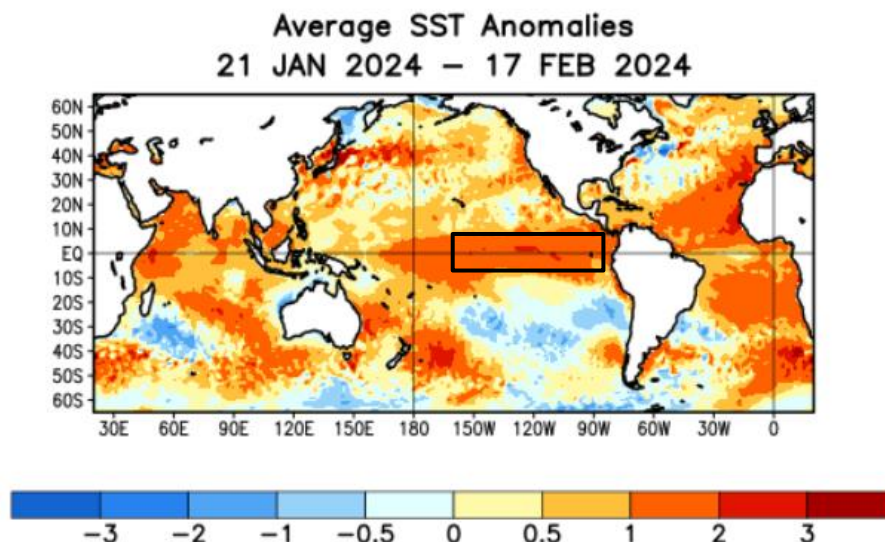 Average SST Anomalies
21 JAN 2024 – 17 FEB 2024
60N
50N
40N
30N
20N
10N
EQ
10S
20S
30S
40S
50S
60S
30E 60E 90E 120E 150E 180 150W 120W 90W 60W 30W 0
−3 −2 −1 −0.5 0 0.5 1 2 3